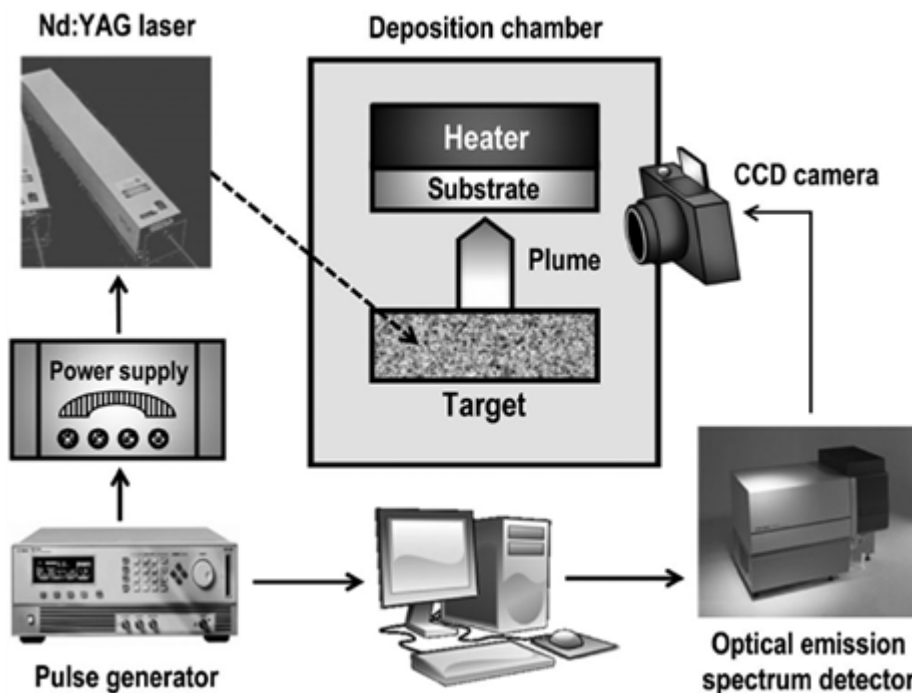 Nd:YAG laser
Deposition chamber
Heater
Substrate
CCD camera
Plume
Power supply
Target
Pulse generator
Optical emission
spectrum detector